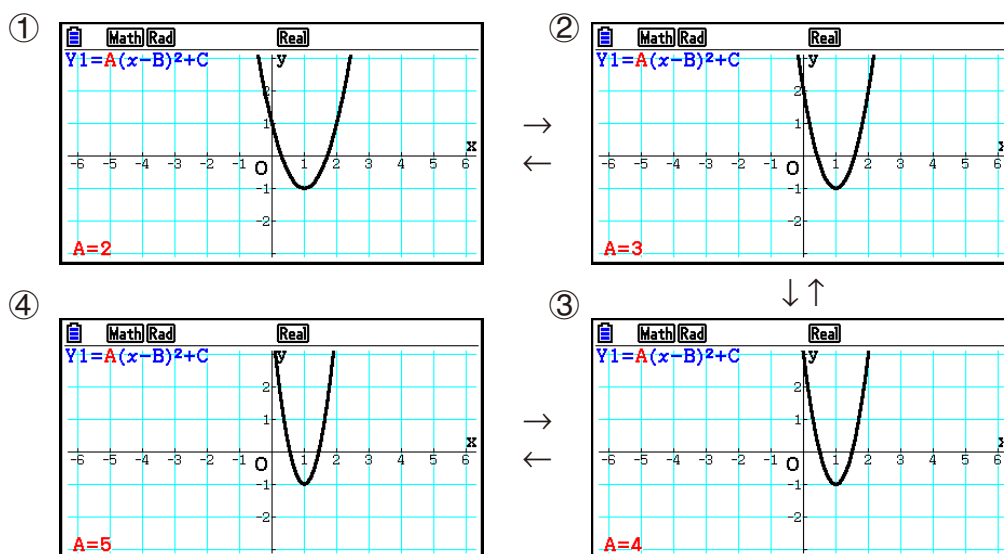 ①
Math Rad Real
Y1=A(x-B)²+C
y
2
1
x
-6 -5 -4 -3 -2 -1 O 1 2 3 4 5 6
-1
-2
A=2
→
←
②
Math Rad Real
Y1=A(x-B)²+C
y
2
1
-6 -5 -4 -3 -2 -1 O 1 2 3 4 5 6
x
-1
-2
A=3
↓↑
④
Math Rad Real
Y1=A(x-B)²+C
y
2
1
x
-6 -5 -4 -3 -2 -1 O 1 2 3 4 5 6
-1
-2
A=5
→
←
③
Math Rad Real
Y1=A(x-B)²+C
y
2
1
x
-6 -5 -4 -3 -2 -1 O 1 2 3 4 5 6
-1
-2
A=4